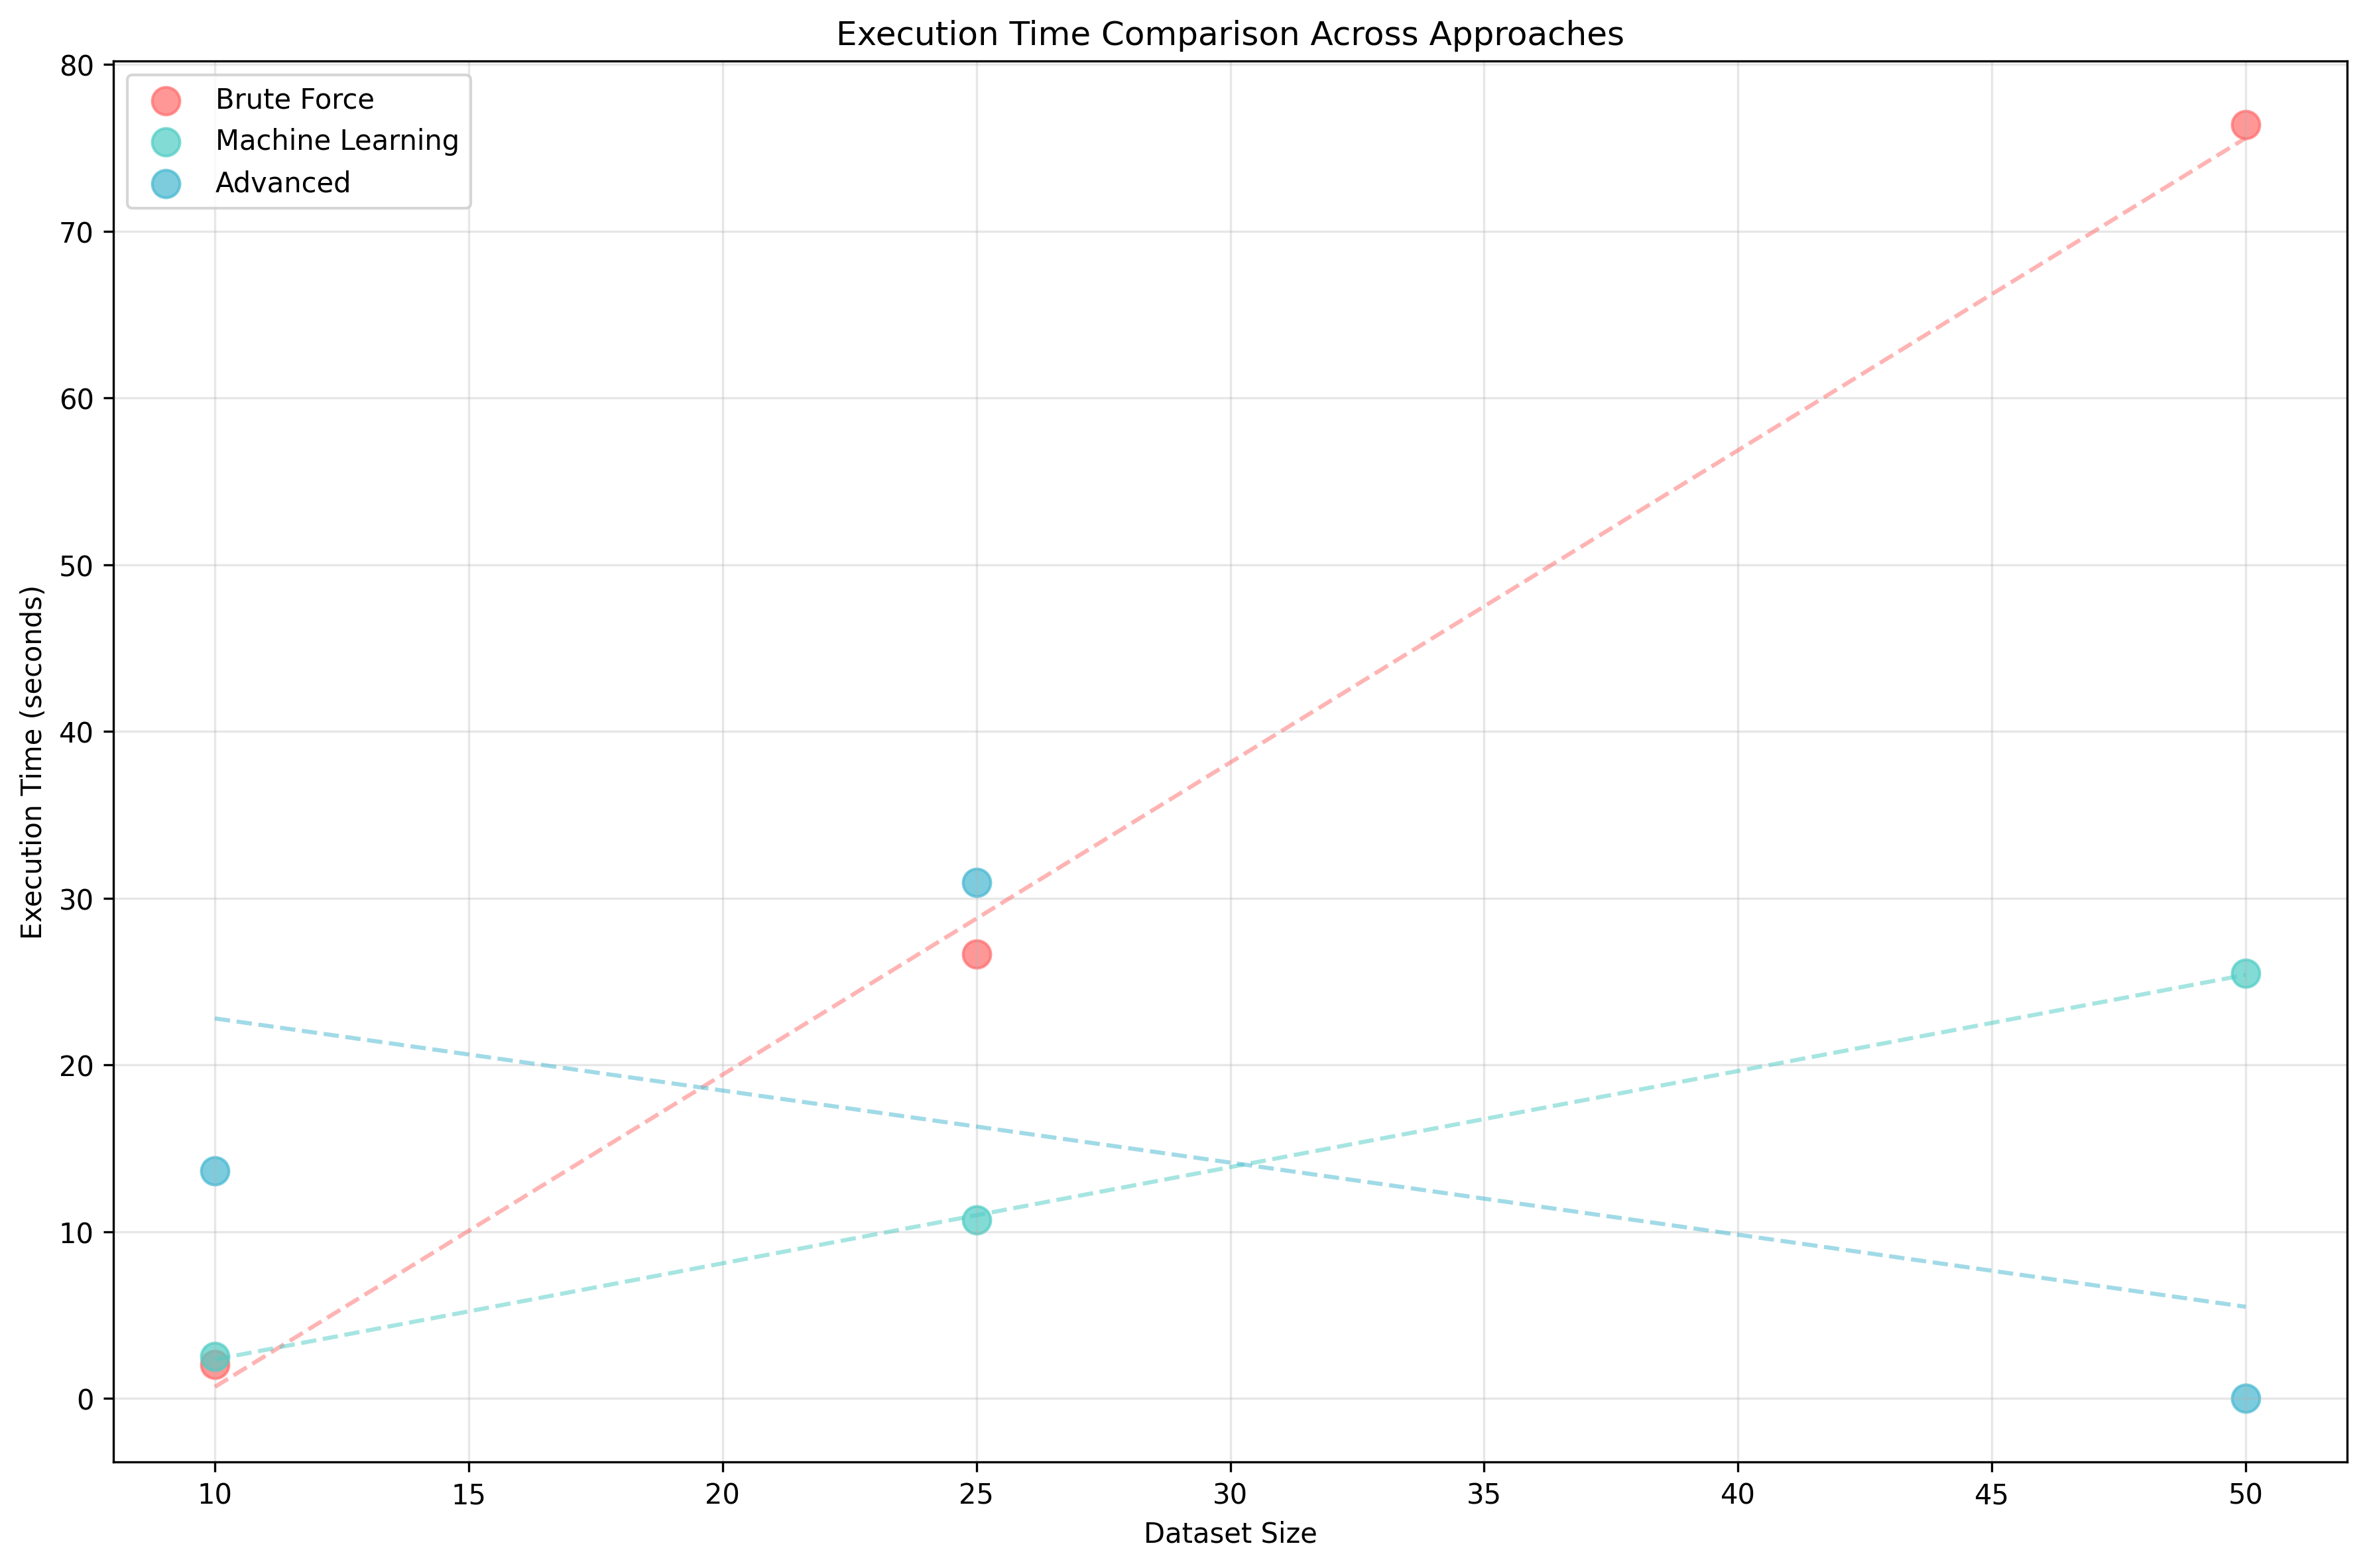 Execution Time Comparison Across Approaches
Brute Force
Machine Learning
Advanced
80
70
60
50
40
30
20
10
0
Execution Time (seconds)
10 15 20 25 30 35 40 45 50
Dataset Size